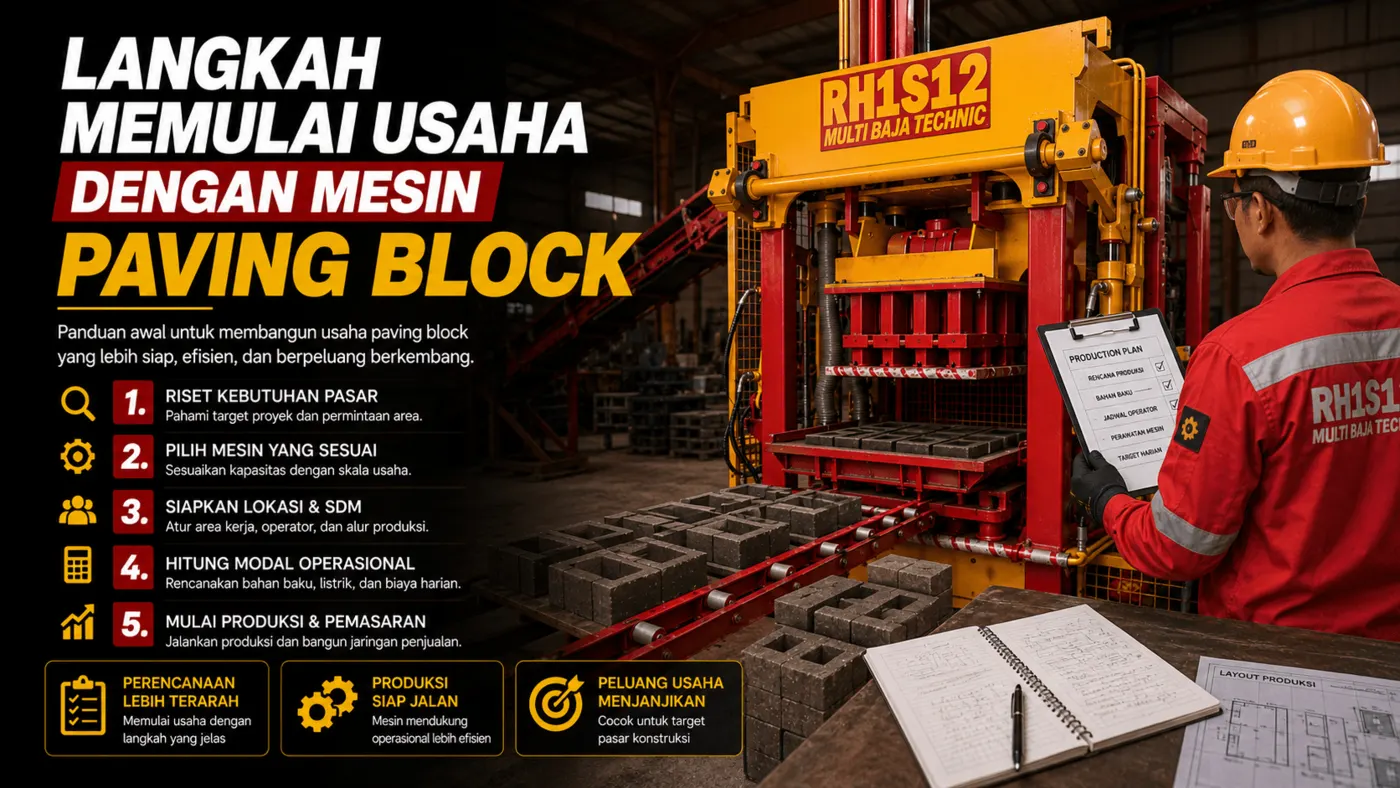 LANGKAH
MEMULAI USAHA
DENGAN MESIN
PAVING BLOCK
Panduan awal untuk membangun usaha paving block
yang lebih siap, efisien, dan berpeluang berkembang.
1. RISET KEBUTUHAN PASAR
Pahami target proyek dan permintaan area.
2. PILIH MESIN YANG SESUAI
Sesuaikan kapasitas dengan skala usaha.
3. SIAPKAN LOKASI & SDM
Atur area kerja, operator, dan alur produksi.
4. HITUNG MODAL OPERASIONAL
Rencanakan bahan baku, listrik, dan biaya harian.
5. MULAI PRODUKSI & PEMASARAN
Jalankan produksi dan bangun jaringan penjualan.
PERENCANAAN
LEBIH TERARAH
Memulai usaha dengan
langkah yang jelas
PRODUKSI
SIAP JALAN
Mesin mendukung
operasional lebih efisien
PELUANG USAHA
MENJANJIKAN
Cocok untuk target
pasar konstruksi
RH1S12
MULTI BAJA TECHNIC
PRODUCTION PLAN
RENCANA PRODUKSI
BAHAN BAKU
JADWAL OPERATOR
PERAWATAN MESIN
TARGET HARIAN
RH1S1
MULTI BAJA TECH
LAYOUT PRODUKSI